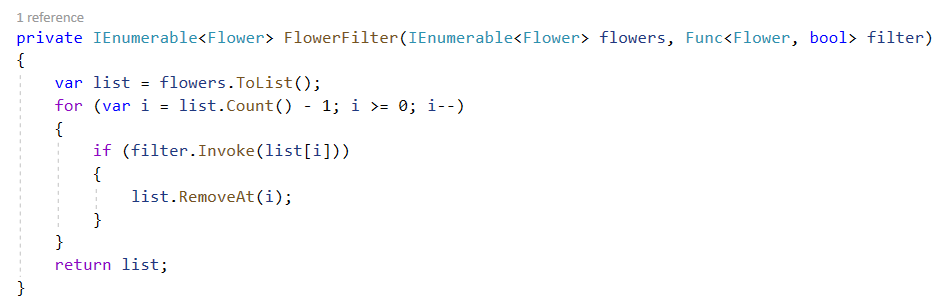 1 reference
private IEnumerable<Flower> FlowerFilter(IEnumerable<Flower> flowers, Func<Flower, bool> filter)
{
    var list = flowers.ToList();
    for (var i = list.Count() - 1; i >= 0; i--)
    {
        if (filter.Invoke(list[i]))
        {
            list.RemoveAt(i);
        }
    }
    return list;
}